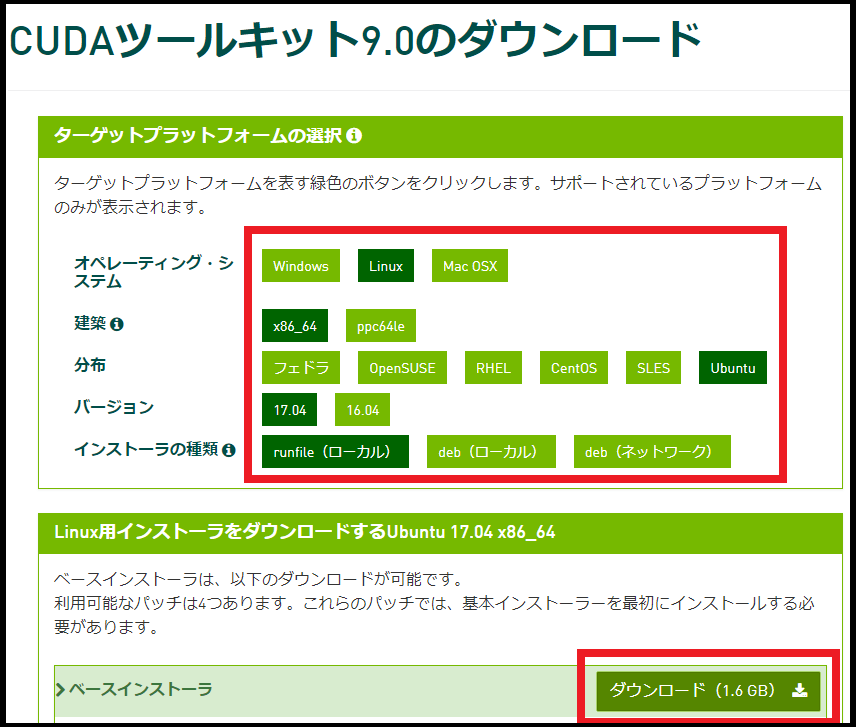 CUDAツールキット9.0のダウンロード
ターゲットプラットフォームの選択
ターゲットプラットフォームを表す緑色のボタンをクリックします。サポートされているプラットフォーム
のみが表示されます。
オペレーティング・シ
ステム
Windows Linux Mac OSX
建築 x86_64 ppc64le
分布 フェドラ OpenSUSE RHEL CentOS SLES Ubuntu
バージョン 17.04 16.04
インストーラの種類 runfile（ローカル） deb（ローカル） deb（ネットワーク）
Linux用インストーラをダウンロードするUbuntu 17.04 x86_64
ベースインストーラは、以下のダウンロードが可能です。
利用可能なパッチは4つあります。これらのパッチでは、基本インストーラーを最初にインストールする必
要があります。
ベースインストーラ ダウンロード（1.6 GB）